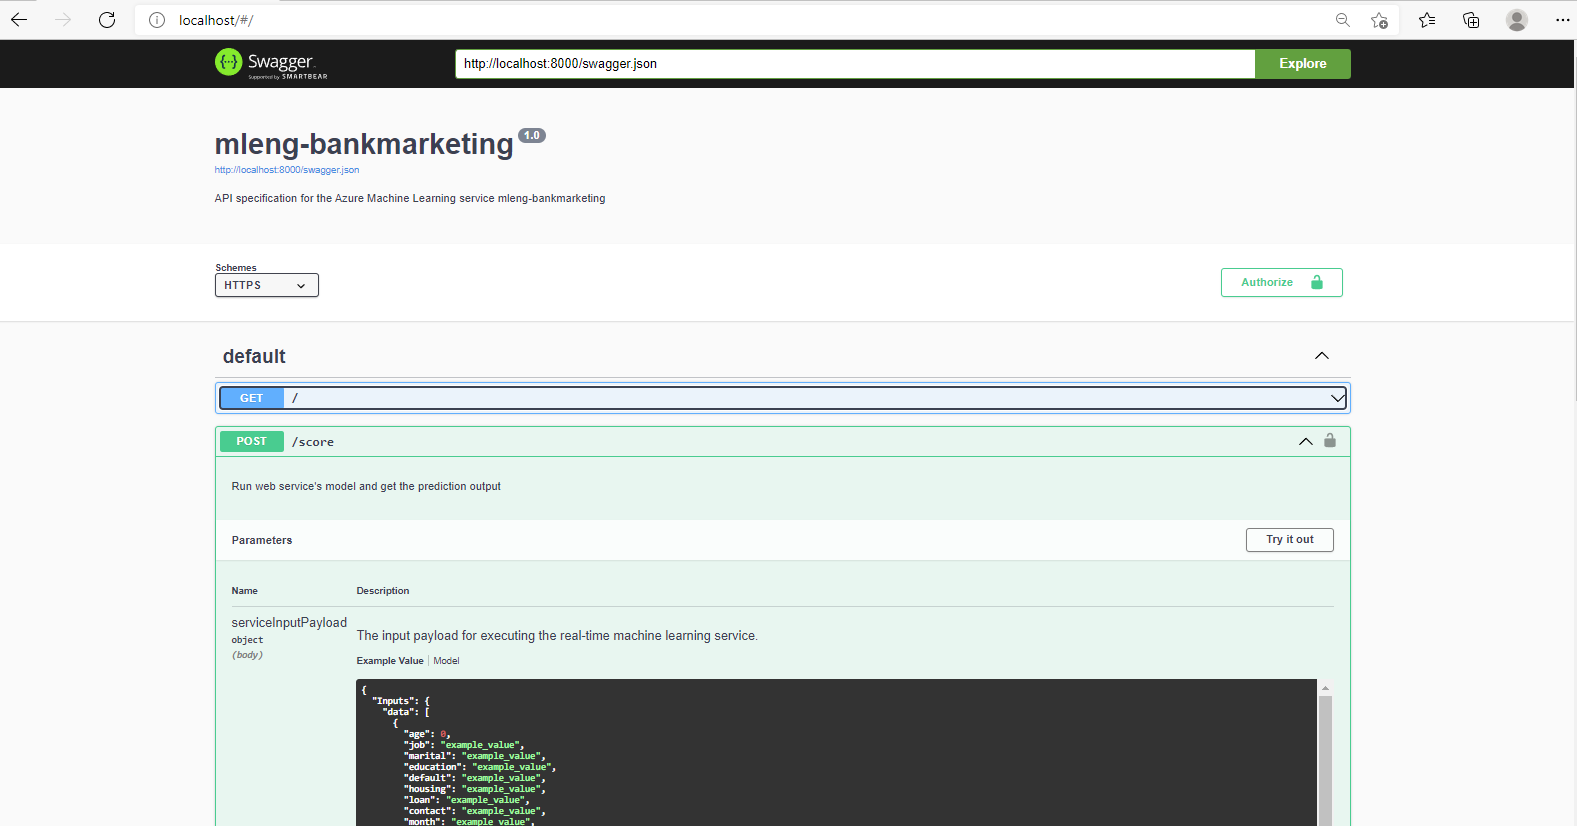 localhost/#/
Swagger
Supported by SMARTBEAR
http://localhost:8000/swagger.json
Explore
mleng-bankmarketing 1.0
http://localhost:8000/swagger.json
API specification for the Azure Machine Learning service mleng-bankmarketing
Schemes
HTTPS
Authorize
default
GET /
POST /score
Run web service's model and get the prediction output
Parameters
Try it out
Name Description
serviceInputPayload
object
(body)
The input payload for executing the real-time machine learning service.
Example Value Model
{
"Inputs": {
"data": [
{
"age": 0,
"job": "example_value",
"marital": "example_value",
"education": "example_value",
"default": "example_value",
"housing": "example_value",
"loan": "example_value",
"contact": "example_value",
"month": "example_value",